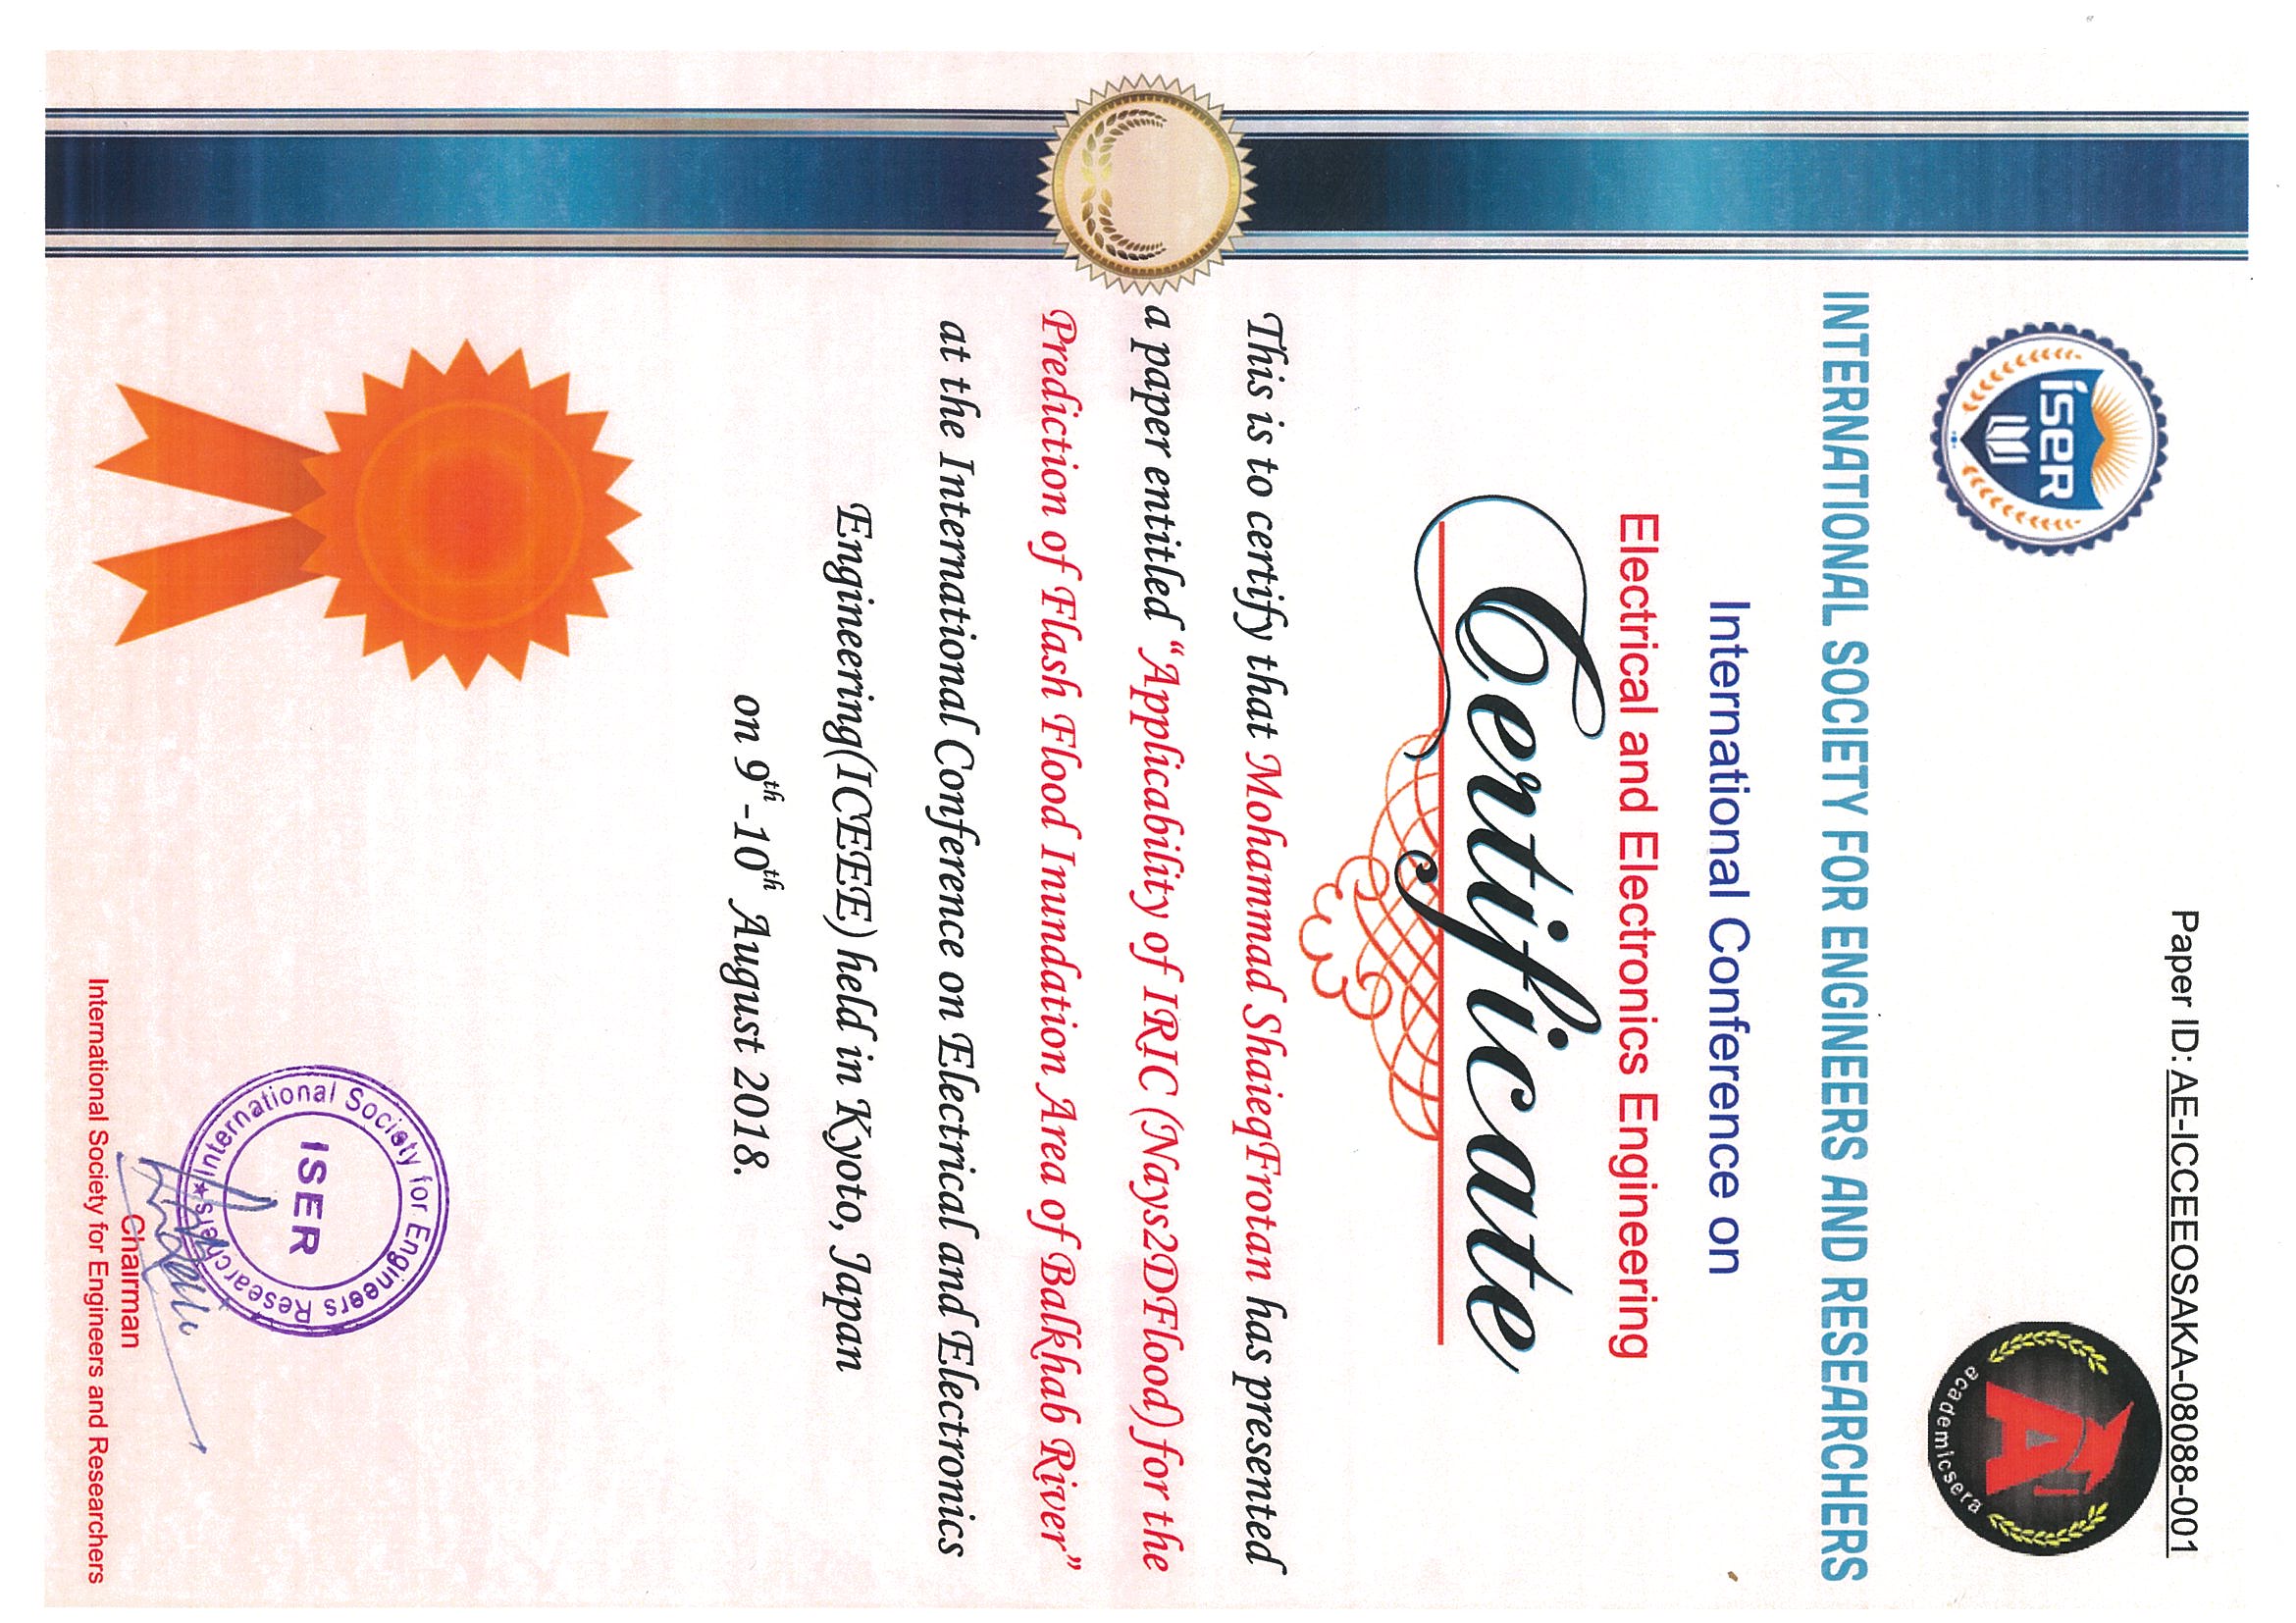 Paper ID: AE-ICCEEOSAKA-08088-001
iser
A
academicsera
INTERNATIONAL SOCIETY FOR ENGINEERS AND RESEARCHERS
International Conference on
Electrical and Electronics Engineering
Certificate
This is to certify that Mohammad ShaieqFrotan has presented
a paper entitled “Applicability of IRIC (Nays2DFlood) for the
Prediction of Flash Flood Inundation Area of Balkhab River”
at the International Conference on Electrical and Electronics
Engineering(ICEEE) held in Kyoto, Japan
on 9th-10th August 2018.
International Society for Engineers Researchers
ISER
Chairman
International Society for Engineers and Researchers